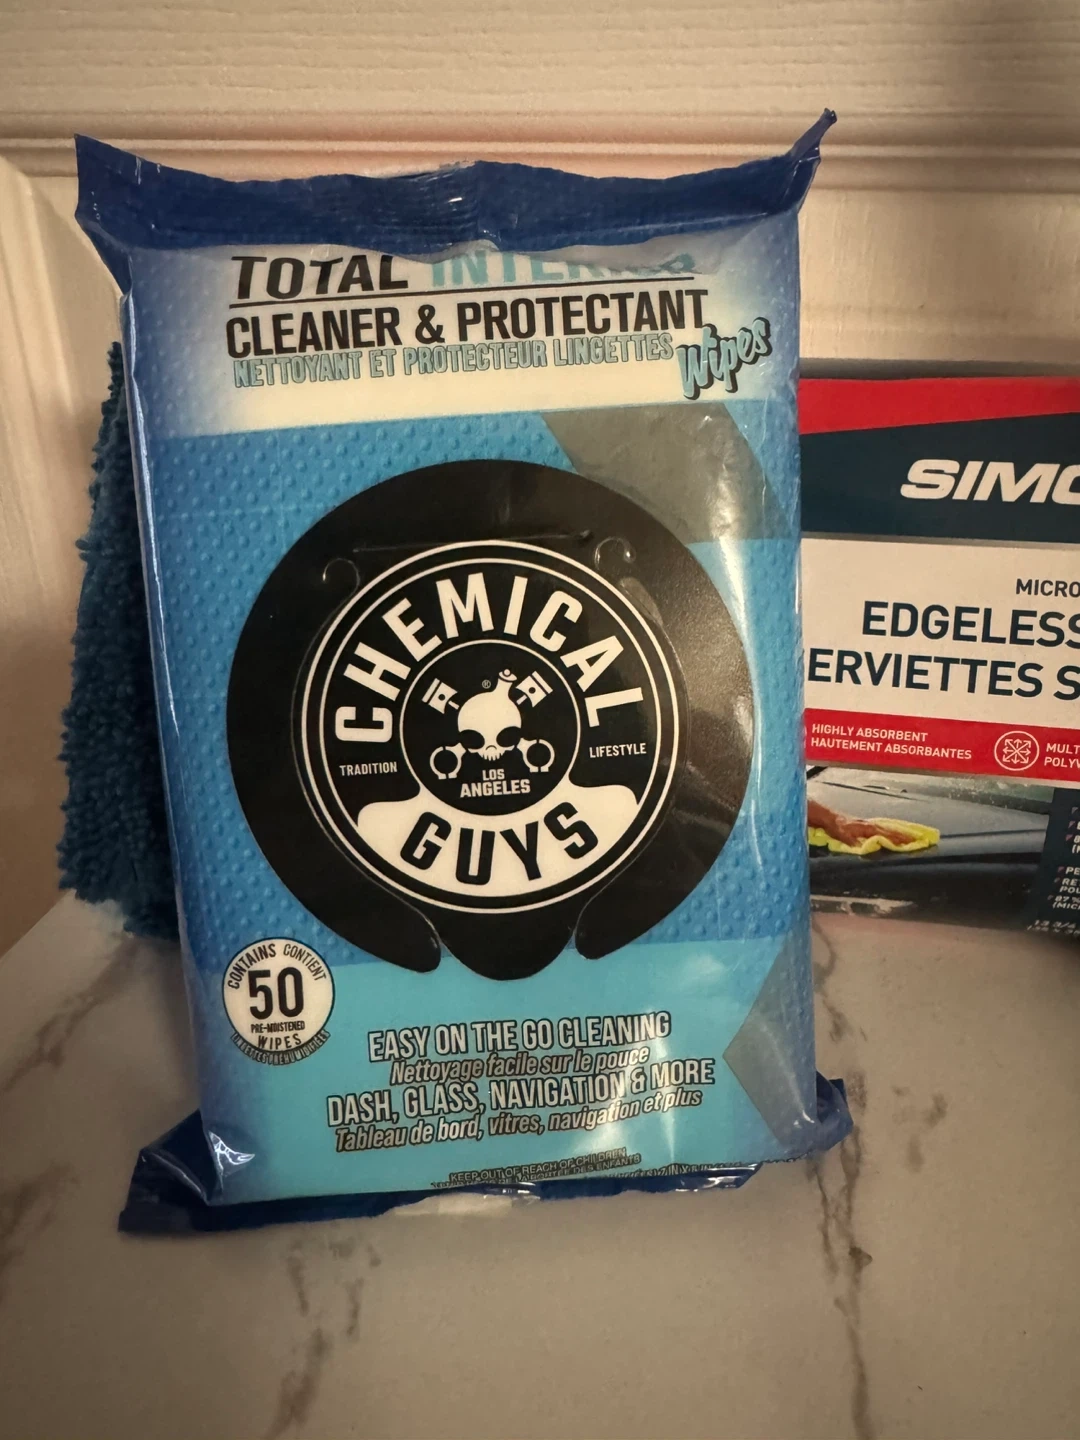 TOTAL INTERIOR
CLEANER & PROTECTANT
NETTOYANT ET PROTECTEUR LINGETTES
Wipes
CHEMICAL
®
TRADITION
LIFESTYLE
LOS
ANGELES
GUYS
CONTAINS CONTIENT
50
PRE-MOISTENED
WIPES
EASY ON THE GO CLEANING
Nettoyage facile sur le pouce
DASH, GLASS, NAVIGATION & MORE
Tableau de bord, vitres, navigation et plus
KEEP OUT OF REACH OF CHILDREN
SIMO
MICRO
EDGELESS
ERVIETTES S
HIGHLY ABSORBENT
HAUTEMENT ABSORBANTES
MULT
POLYV